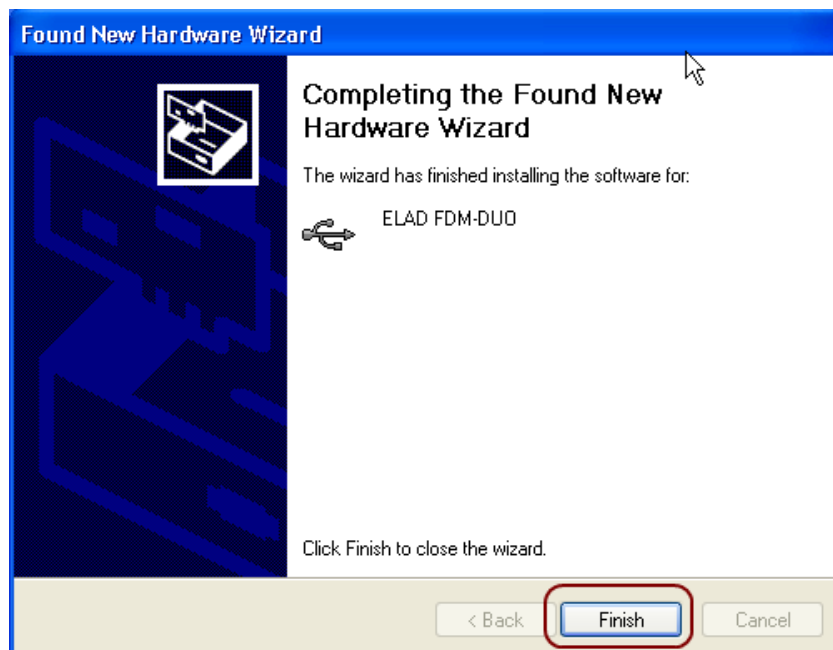 Found New Hardware Wizard
Completing the Found New
Hardware Wizard
The wizard has finished installing the software for:
ELAD FDM-DUO
Click Finish to close the wizard.
< Back Finish Cancel